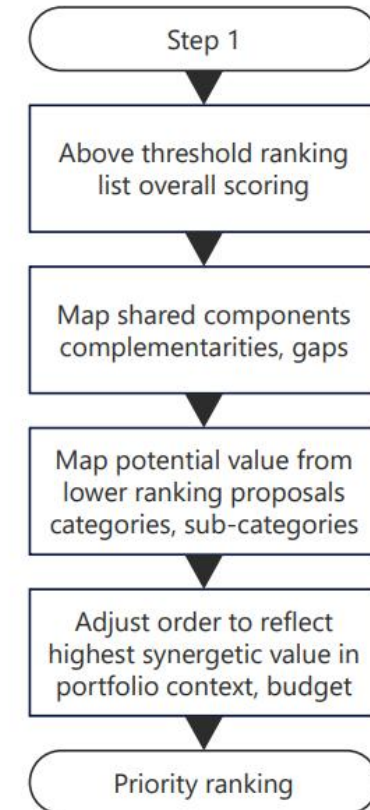 Step 1
Above threshold ranking
list overall scoring
Map shared components
complementarities, gaps
Map potential value from
lower ranking proposals
categories, sub-categories
Adjust order to reflect
highest synergetic value in
portfolio context, budget
Priority ranking